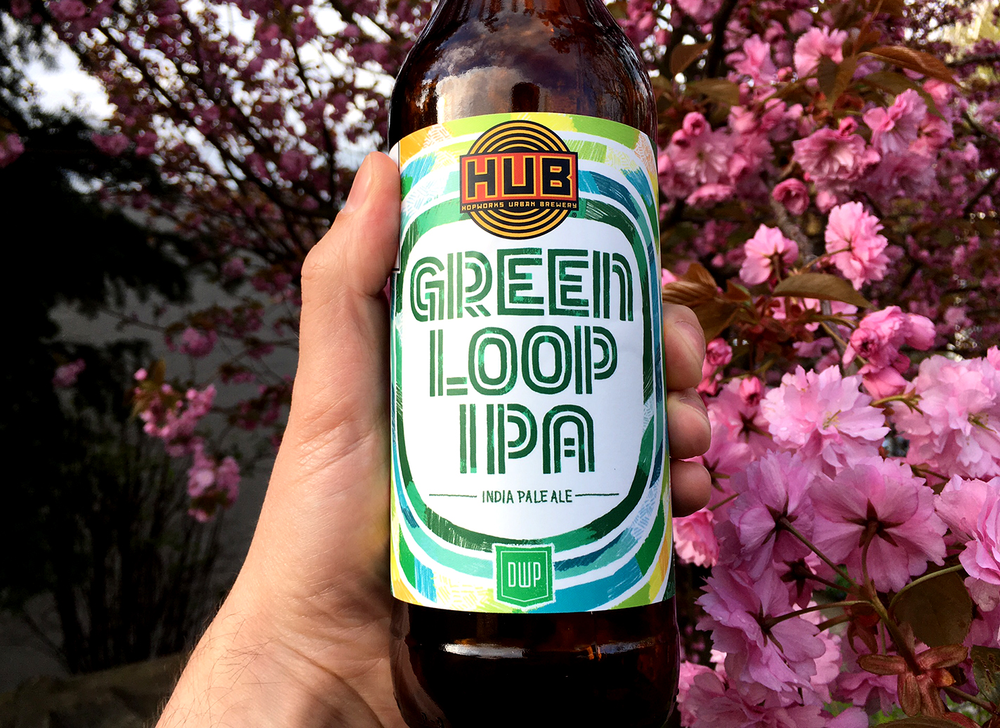 HUB
HOPWORKS URBAN BREWERY
GREEN
LOOP
IPA
INDIA PALE ALE
DWP